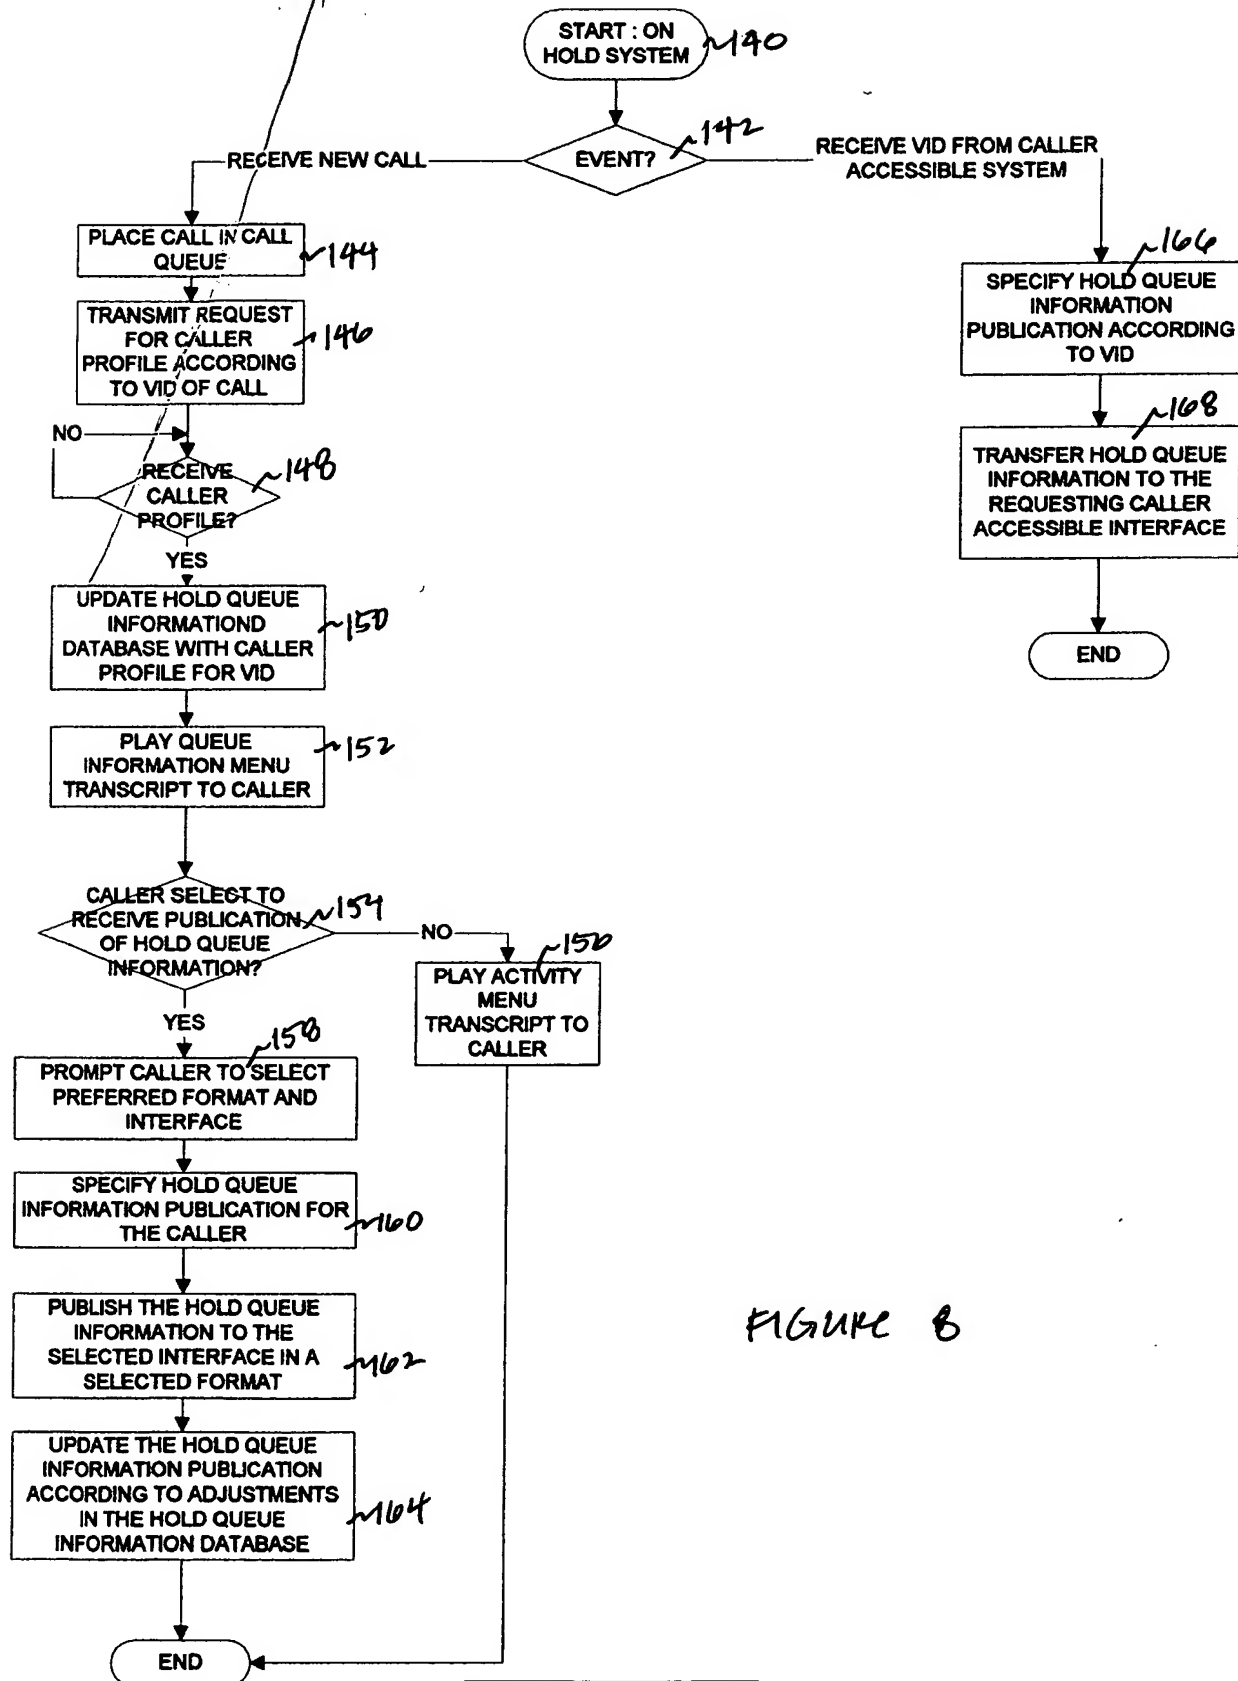 START : ON
HOLD SYSTEM
140
EVENT?
142
RECEIVE NEW CALL
RECEIVE VID FROM CALLER
ACCESSIBLE SYSTEM
PLACE CALL IN CALL
QUEUE
144
TRANSMIT REQUEST
FOR CALLER
PROFILE ACCORDING
TO VID OF CALL
146
NO
RECEIVE
CALLER
PROFILE?
148
YES
UPDATE HOLD QUEUE
INFORMATIOND
DATABASE WITH CALLER
PROFILE FOR VID
150
PLAY QUEUE
INFORMATION MENU
TRANSCRIPT TO CALLER
152
CALLER SELECT TO
RECEIVE PUBLICATION
OF HOLD QUEUE
INFORMATION?
154
NO
156
PLAY ACTIVITY
MENU
TRANSCRIPT TO
CALLER
YES
158
PROMPT CALLER TO SELECT
PREFERRED FORMAT AND
INTERFACE
SPECIFY HOLD QUEUE
INFORMATION PUBLICATION FOR
THE CALLER
160
PUBLISH THE HOLD QUEUE
INFORMATION TO THE
SELECTED INTERFACE IN A
SELECTED FORMAT
162
UPDATE THE HOLD QUEUE
INFORMATION PUBLICATION
ACCORDING TO ADJUSTMENTS
IN THE HOLD QUEUE
INFORMATION DATABASE
164
END
166
SPECIFY HOLD QUEUE
INFORMATION
PUBLICATION ACCORDING
TO VID
168
TRANSFER HOLD QUEUE
INFORMATION TO THE
REQUESTING CALLER
ACCESSIBLE INTERFACE
END
FIGURE 8